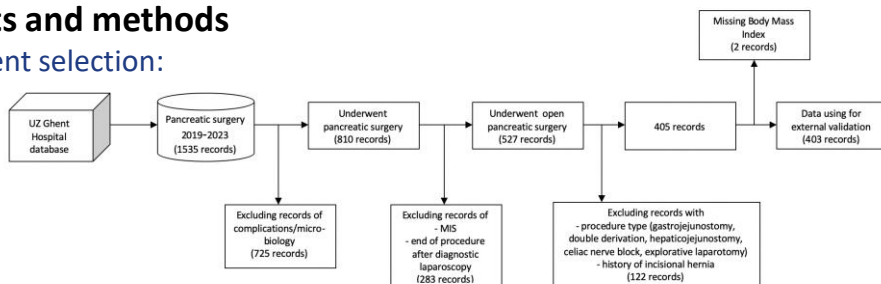 ts and methods
ent selection:
Missing Body Mass
Index
(2 records)
UZ Ghent
Hospital
database
Pancreatic surgery
2019-2023
(1535 records)
Underwent
pancreatic surgery
(810 records)
Underwent open
pancreatic surgery
(527 records)
405 records
Data using for
external validation
(403 records)
Excluding records of
complications/micro-
biology
(725 records)
Excluding records of
- MIS
- end of procedure
after diagnostic
laparoscopy
(283 records)
Excluding records with
- procedure type (gastrojejunostomy,
double derivation, hepaticojejunostomy,
celiac nerve block, explorative laparotomy)
- history of incisional hernia
(122 records)